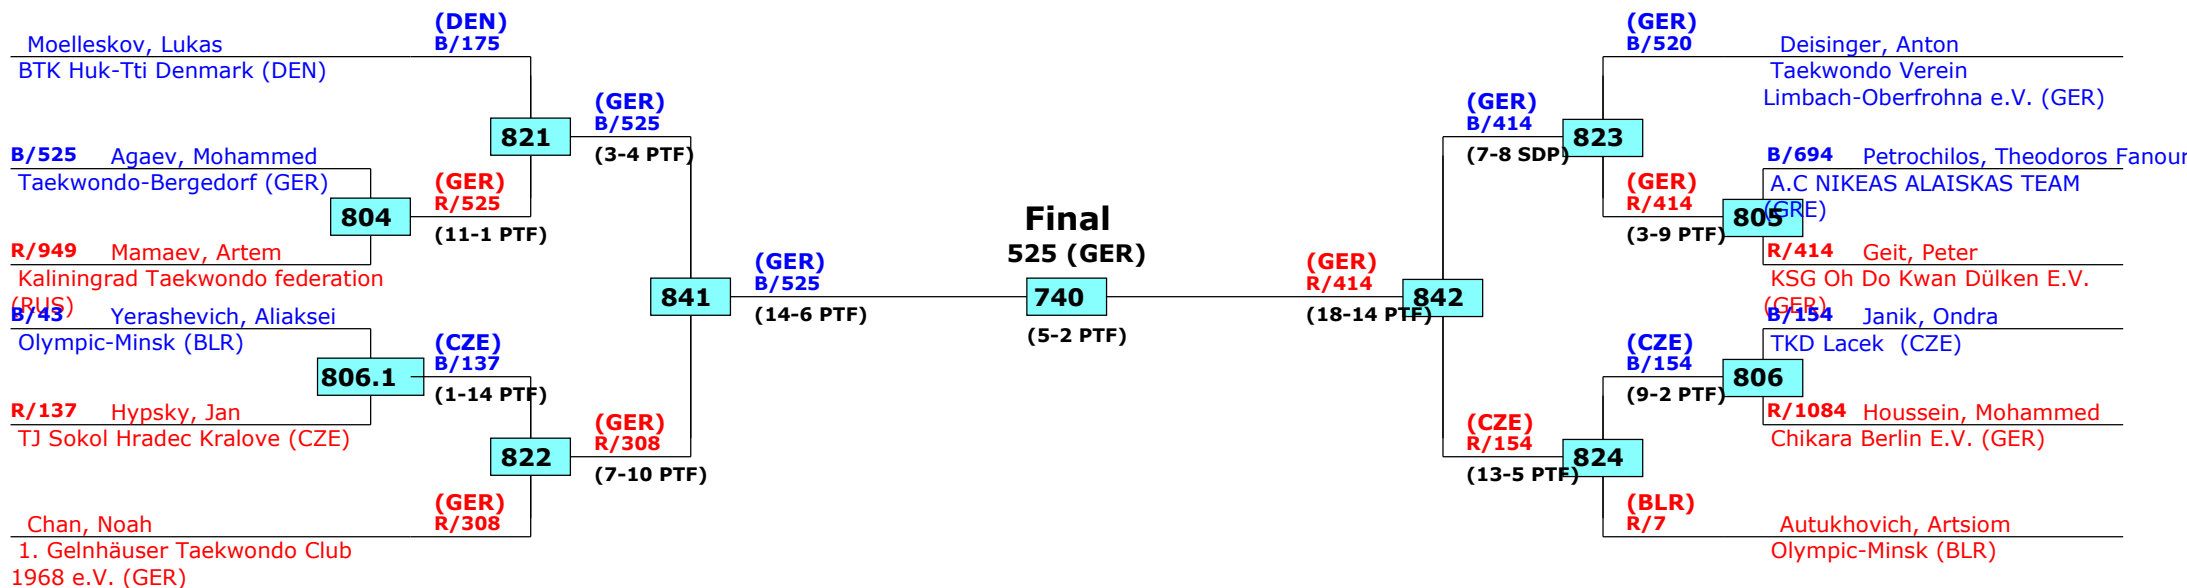 (DEN)
B/175
Moelleskov, Lukas
BTK Huk-Tti Denmark (DEN)
821
(GER)
B/525
(3-4 PTF)
B/525 Agaev, Mohammed
Taekwondo-Bergedorf (GER)
804
(GER)
R/525
(11-1 PTF)
R/949 Mamaev, Artem
Kaliningrad Taekwondo federation
(RUS)
841
(GER)
B/525
(14-6 PTF)
B/43 Yerashevich, Aliaksei
Olympic-Minsk (BLR)
806.1
(CZE)
B/137
(1-14 PTF)
R/137 Hypsky, Jan
TJ Sokol Hradec Kralove (CZE)
822
(GER)
R/308
(7-10 PTF)
(GER)
R/308
Chan, Noah
1. Gelnhäuser Taekwondo Club
1968 e.V. (GER)
Final
525 (GER)
740
(5-2 PTF)
(GER)
B/520
Deisinger, Anton
Taekwondo Verein
Limbach-Oberfrohna e.V. (GER)
(GER)
B/414
(7-8 SDP)
823
B/694 Petrochilos, Theodoros Fanour
A.C NIKEAS ALAISKAS TEAM
(GRE)
(GER)
R/414
(3-9 PTF)
805
R/414 Geit, Peter
KSG Oh Do Kwan Dülken E.V.
(GER)
(GER)
R/414
(18-14 PTF)
842
B/154 Janik, Ondra
TKD Lacek (CZE)
(CZE)
B/154
(9-2 PTF)
806
R/1084 Houssein, Mohammed
Chikara Berlin E.V. (GER)
(CZE)
R/154
(13-5 PTF)
824
(BLR)
R/7
Autukhovich, Artsiom
Olympic-Minsk (BLR)